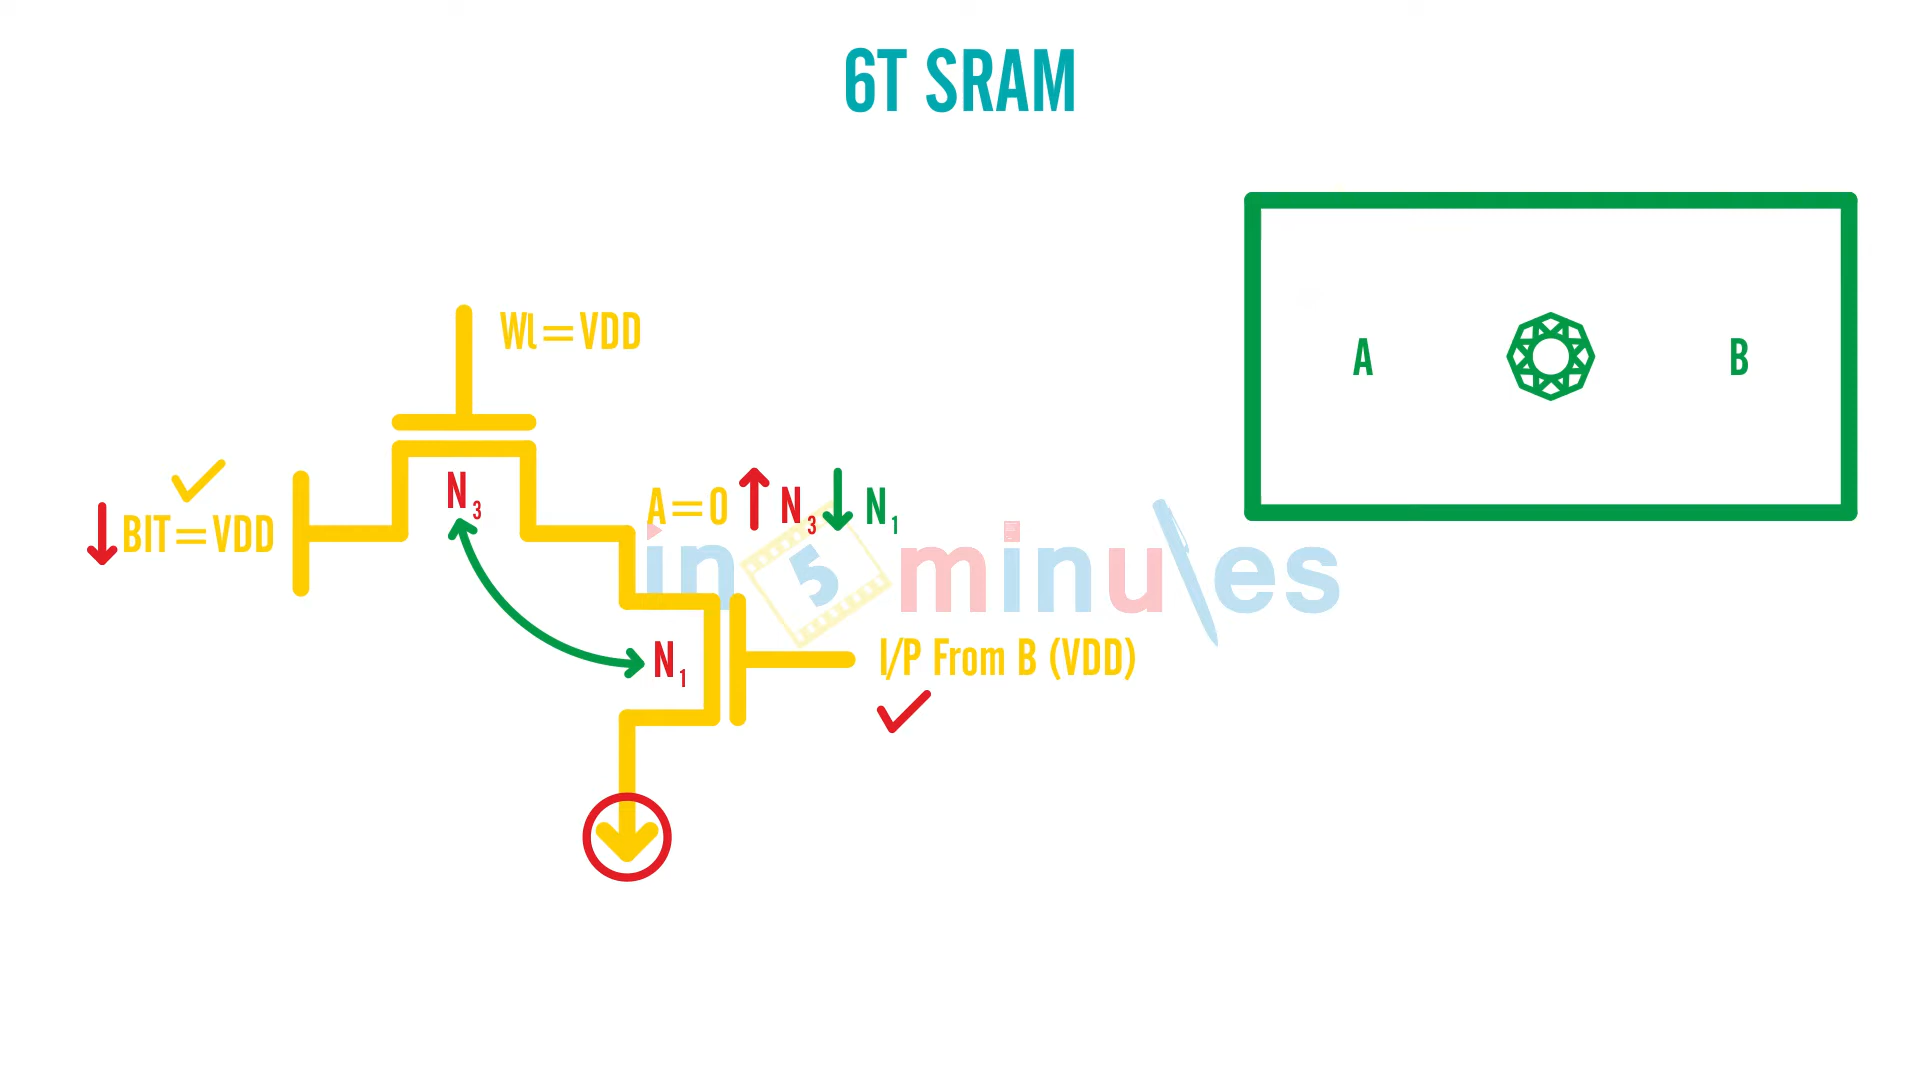 6T SRAM
Wl=VDD
A B
BIT=VDD
N3
A=0 N3 N1
in 5 minutes
N1
I/P From B (VDD)